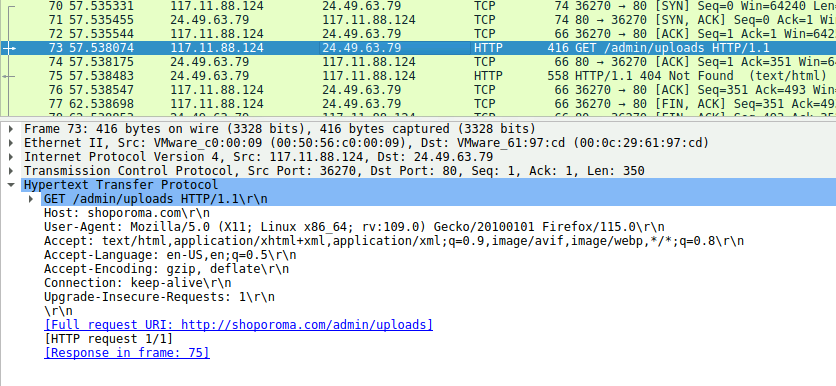 70 57.535331 117.11.88.124 24.49.63.79 TCP 74 36270 → 80 [SYN] Seq=0 Win=64240 Len=
71 57.535455 24.49.63.79 117.11.88.124 TCP 74 80 → 36270 [SYN, ACK] Seq=0 Ack=1 Win
72 57.535544 117.11.88.124 24.49.63.79 TCP 66 36270 → 80 [ACK] Seq=1 Ack=1 Win=642
73 57.538074 117.11.88.124 24.49.63.79 HTTP 416 GET /admin/uploads HTTP/1.1
74 57.538175 24.49.63.79 117.11.88.124 TCP 66 80 → 36270 [ACK] Seq=1 Ack=351 Win=6
75 57.538483 24.49.63.79 117.11.88.124 HTTP 558 HTTP/1.1 404 Not Found (text/html)
76 57.538547 117.11.88.124 24.49.63.79 TCP 66 36270 → 80 [ACK] Seq=351 Ack=493 Win=
77 62.538698 117.11.88.124 24.49.63.79 TCP 66 36270 → 80 [FIN, ACK] Seq=351 Ack=49
Frame 73: 416 bytes on wire (3328 bits), 416 bytes captured (3328 bits)
Ethernet II, Src: VMware_c0:00:09 (00:50:56:c0:00:09), Dst: VMware_61:97:cd (00:0c:29:61:97:cd)
Internet Protocol Version 4, Src: 117.11.88.124, Dst: 24.49.63.79
Transmission Control Protocol, Src Port: 36270, Dst Port: 80, Seq: 1, Ack: 1, Len: 350
Hypertext Transfer Protocol
GET /admin/uploads HTTP/1.1\r\n
Host: shoporoma.com\r\n
User-Agent: Mozilla/5.0 (X11; Linux x86_64; rv:109.0) Gecko/20100101 Firefox/115.0\r\n
Accept: text/html,application/xhtml+xml,application/xml;q=0.9,image/avif,image/webp,*/*;q=0.8\r\n
Accept-Language: en-US,en;q=0.5\r\n
Accept-Encoding: gzip, deflate\r\n
Connection: keep-alive\r\n
Upgrade-Insecure-Requests: 1\r\n
\r\n
[Full request URI: http://shoporoma.com/admin/uploads]
[HTTP request 1/1]
[Response in frame: 75]